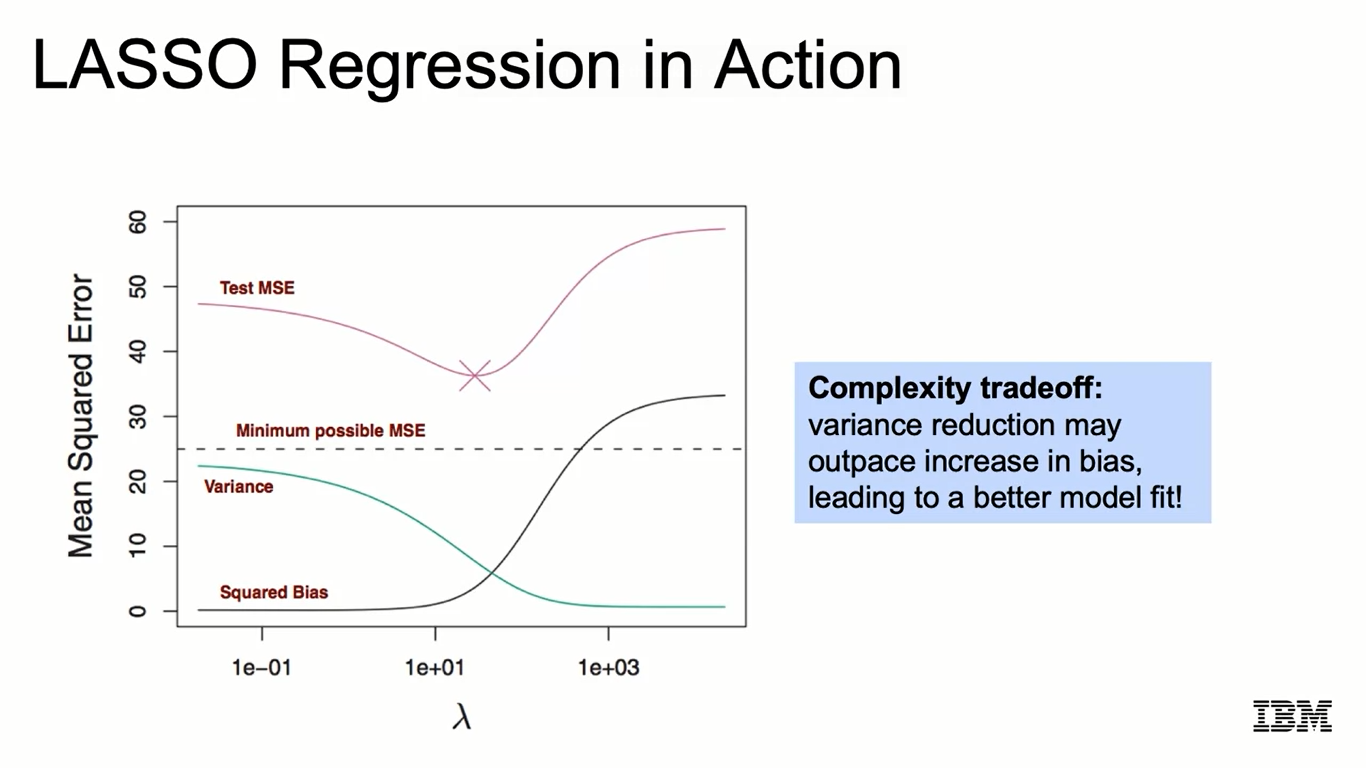 LASSO Regression in Action
Mean Squared Error
60
50
40
30
20
10
0
Test MSE
Minimum possible MSE
Variance
Squared Bias
1e−01
1e+01
1e+03
λ
Complexity tradeoff:
variance reduction may
outpace increase in bias,
leading to a better model fit!
IBM